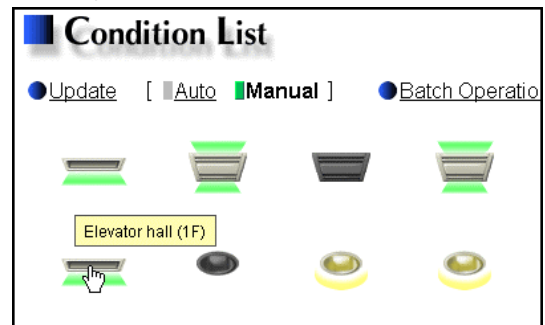 Condition List
Update [ Auto Manual ] Batch Operatio
Elevator hall (1F)